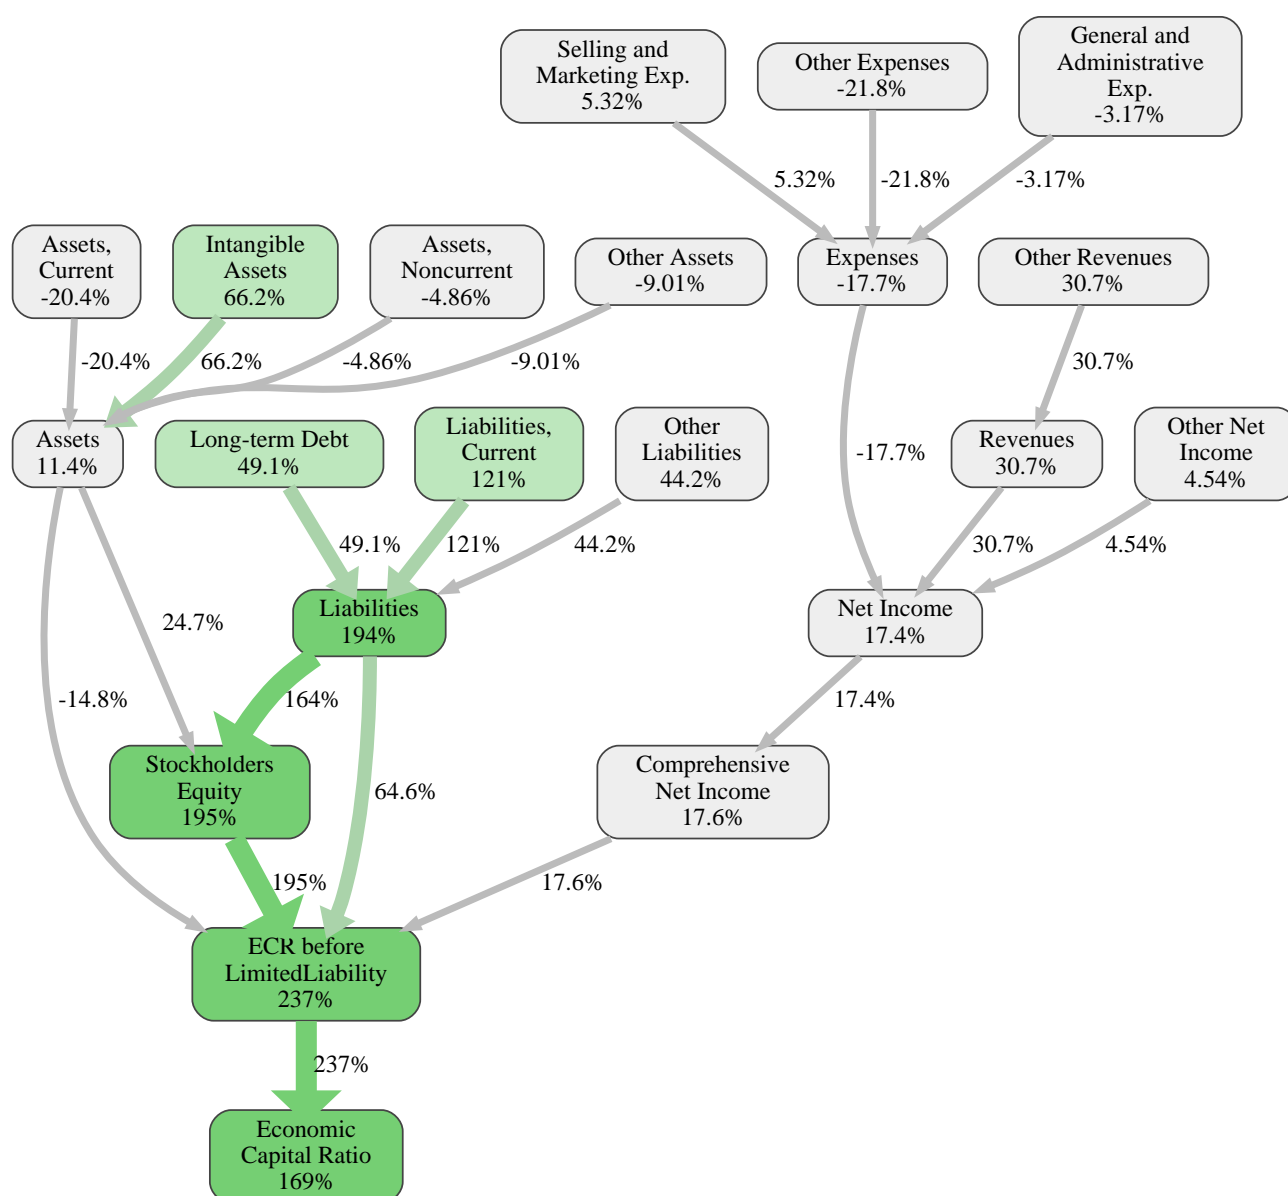 Selling and
Marketing Exp.
5.32%
Other Expenses
-21.8%
General and
Administrative
Exp.
-3.17%
5.32%
-21.8%
-3.17%
Assets,
Current
-20.4%
Intangible
Assets
66.2%
Assets,
Noncurrent
-4.86%
Other Assets
-9.01%
Expenses
-17.7%
Other Revenues
30.7%
-20.4%
66.2%
-4.86%
-9.01%
30.7%
Assets
11.4%
Long-term Debt
49.1%
Liabilities,
Current
121%
Other
Liabilities
44.2%
-17.7%
Revenues
30.7%
Other Net
Income
4.54%
49.1%
121%
44.2%
30.7%
4.54%
Liabilities
194%
Net Income
17.4%
24.7%
-14.8%
164%
17.4%
Stockholders
Equity
195%
64.6%
Comprehensive
Net Income
17.6%
195%
17.6%
ECR before
LimitedLiability
237%
237%
Economic
Capital Ratio
169%